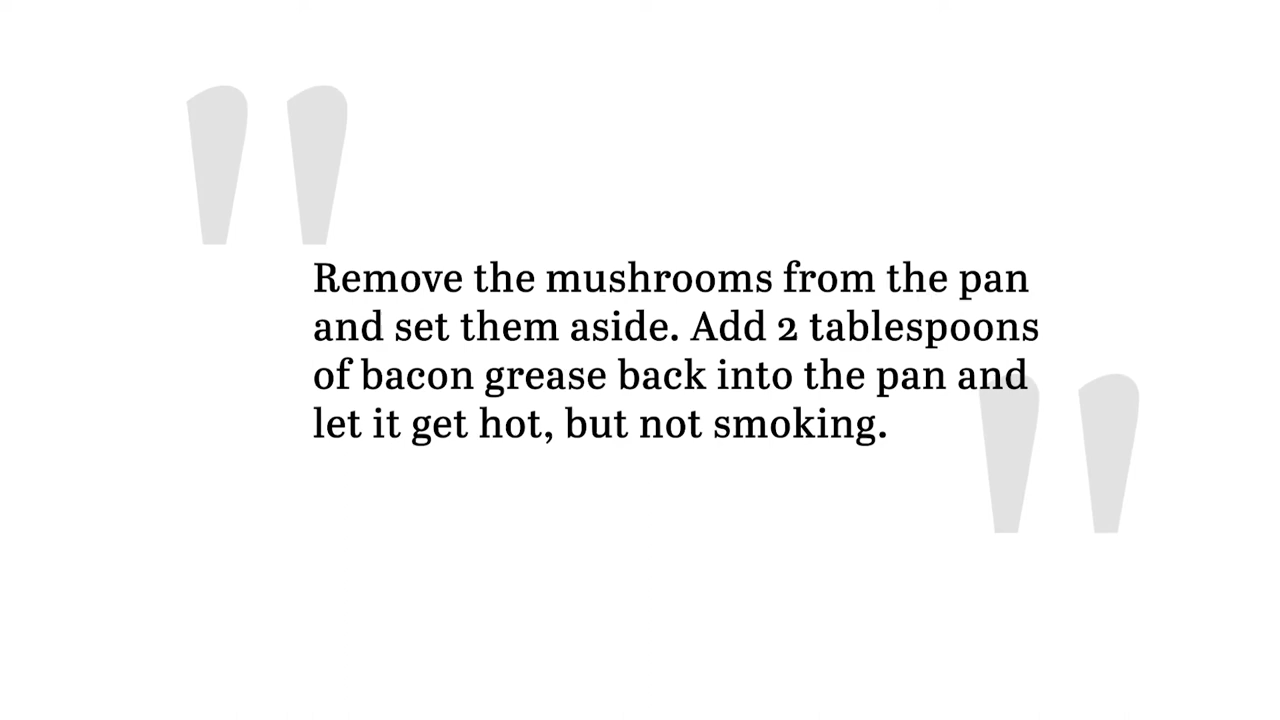 Remove the mushrooms from the pan
and set them aside. Add 2 tablespoons
of bacon grease back into the pan and
let it get hot, but not smoking.